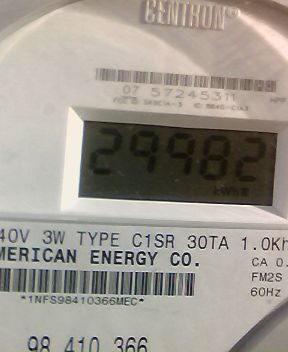 CENTRON®
07 57245311
29982
kWh
40V 3W TYPE C1SR 30TA 1.0Kh
MERICAN ENERGY CO.
CA 0.
FM2S
60Hz
*1NFS98410366MEC*
98 410 366